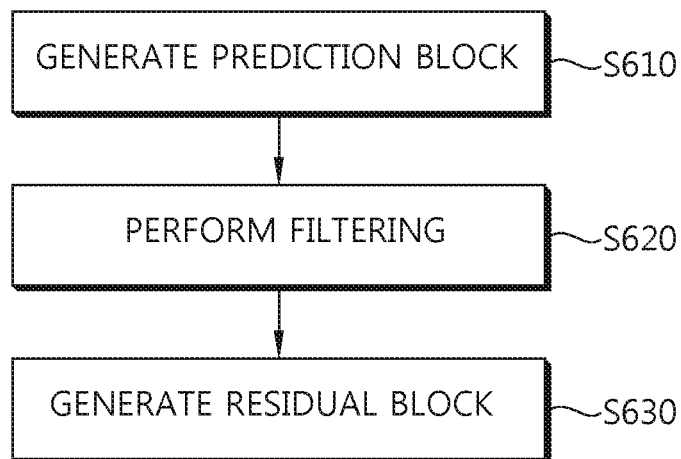 GENERATE PREDICTION BLOCK
S610
PERFORM FILTERING
S620
GENERATE RESIDUAL BLOCK
S630